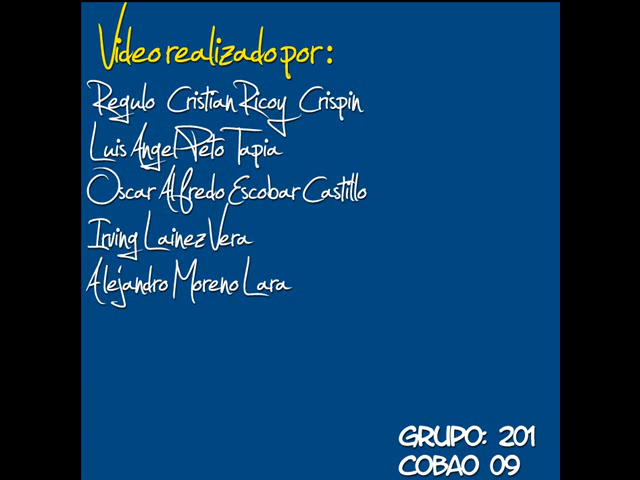 Video realizado por:
Regulo Cristian Ricoy Crispin
Luis Angel Peto Tapia
Oscar Alfredo Escobar Castillo
Irving Lainez Vera
Alejandro Moreno Lara
GRUPO: 201
COBAO 09